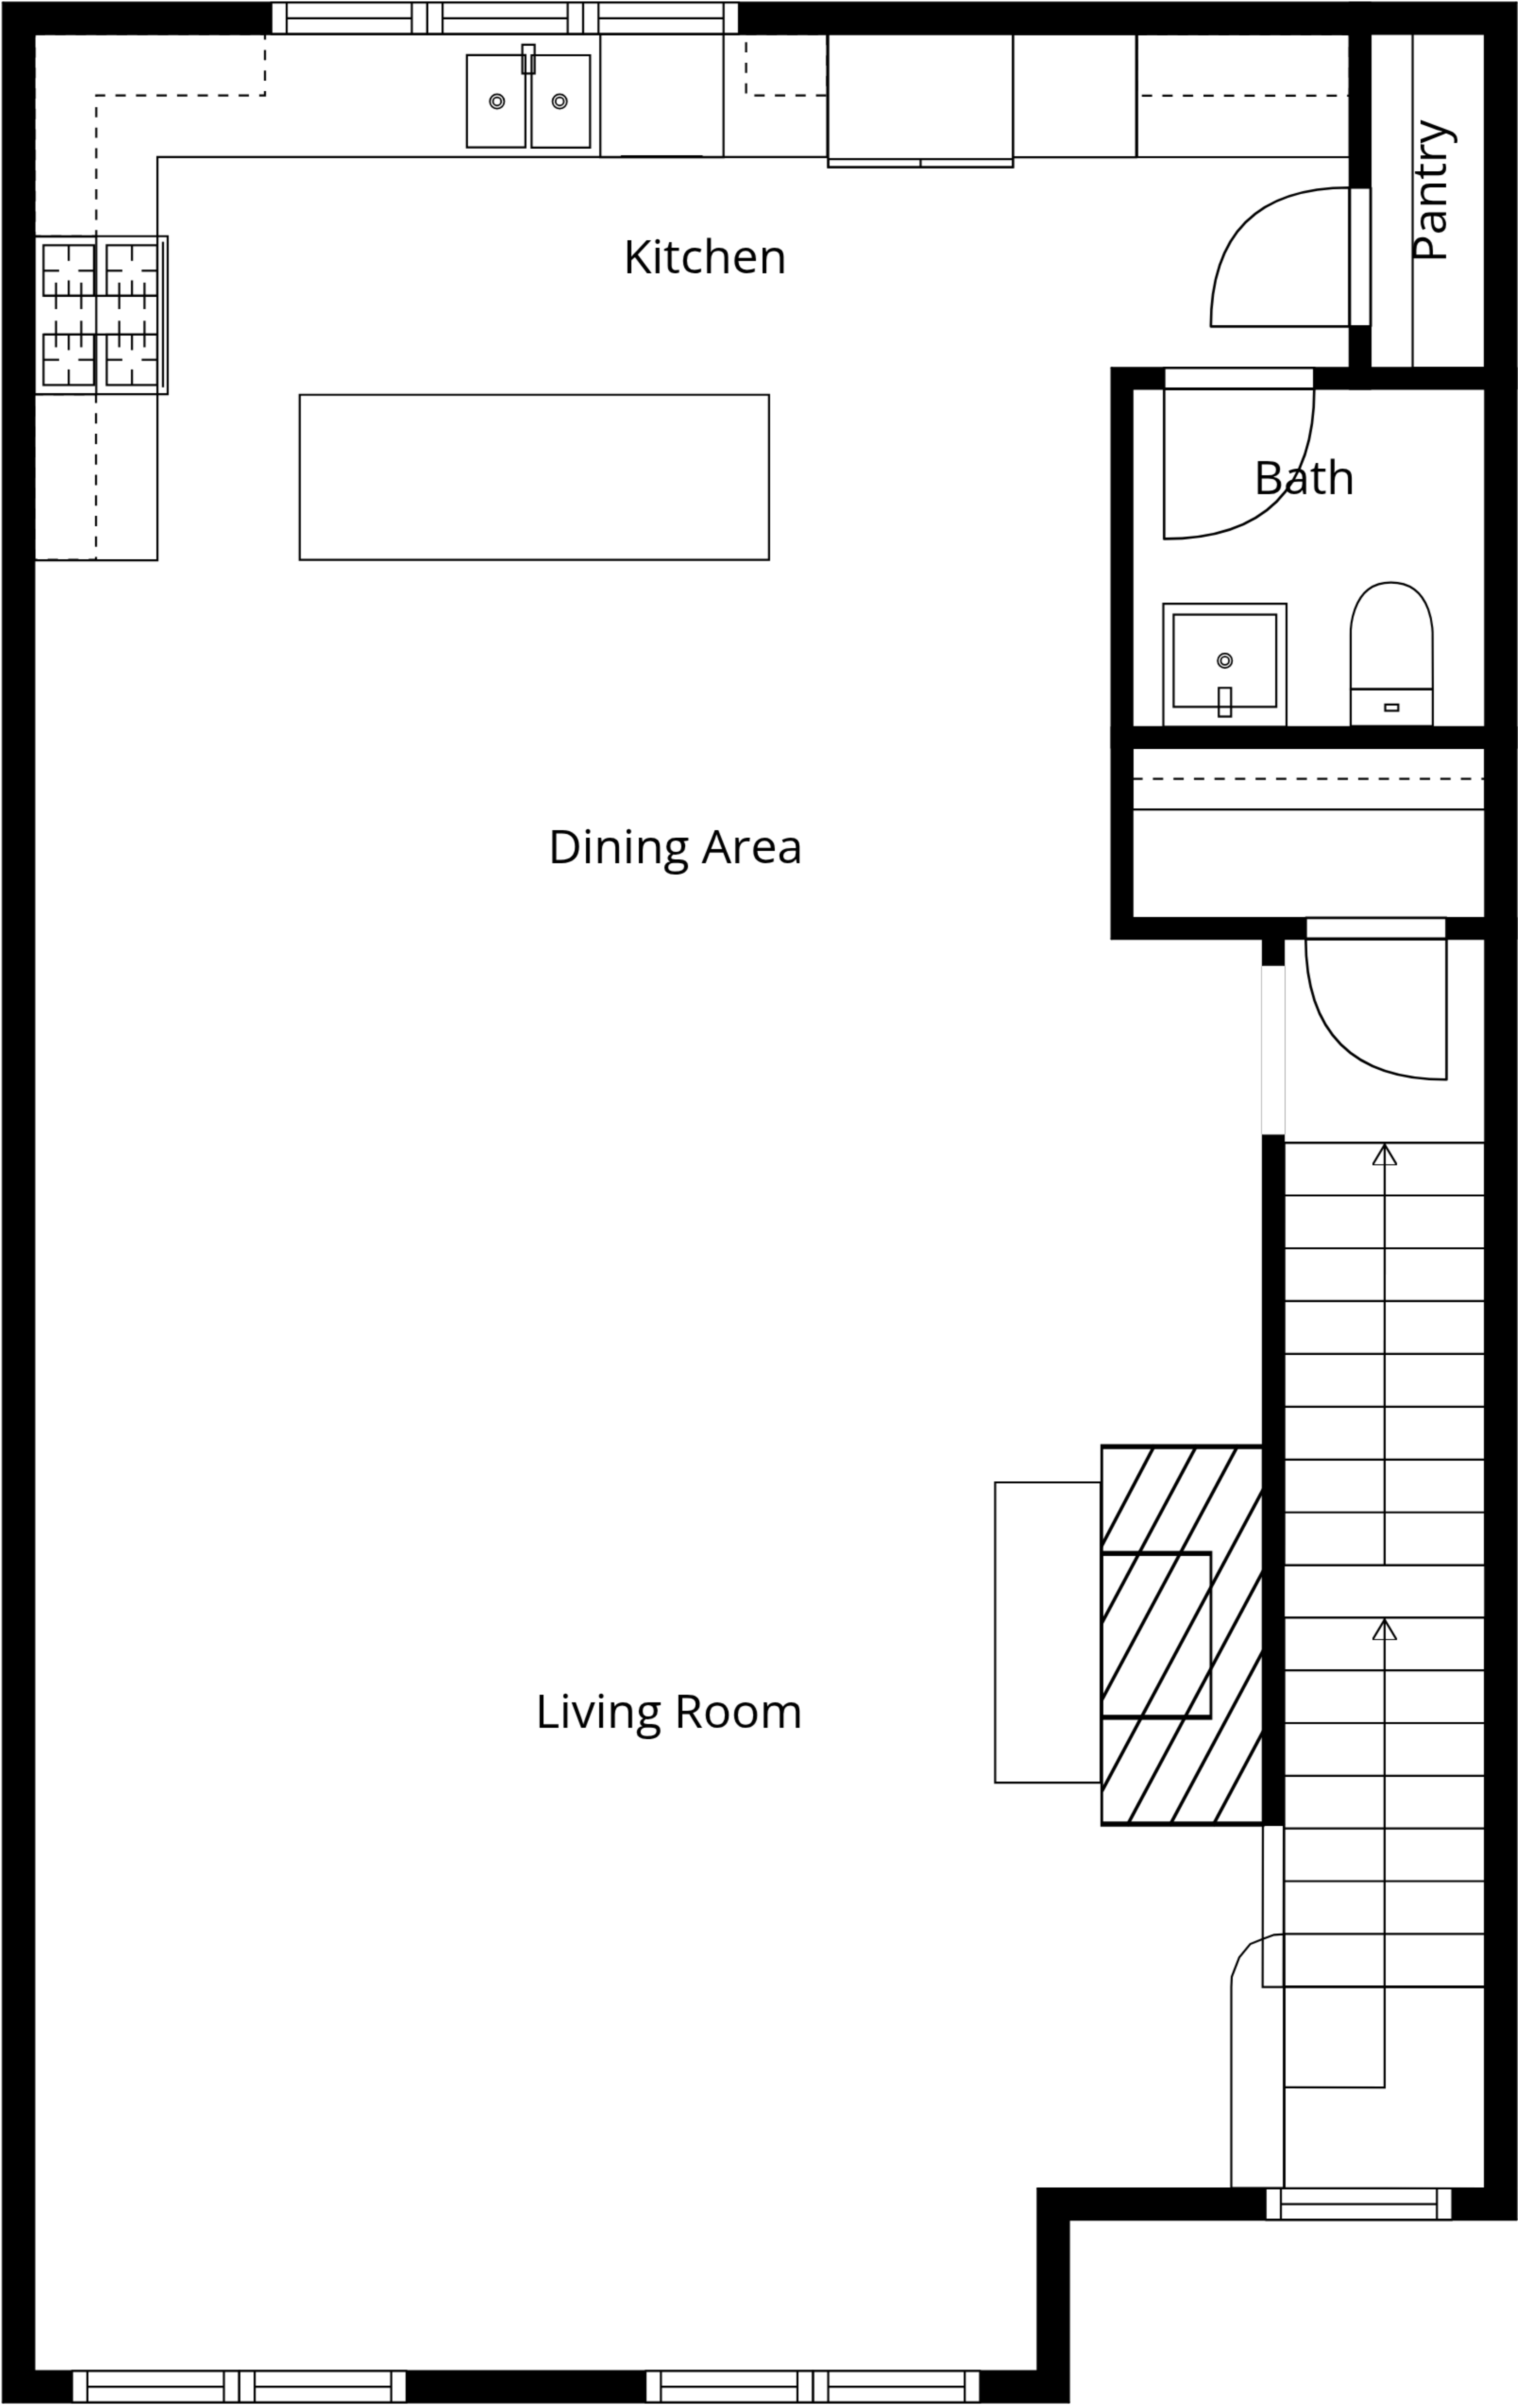 Pantry
Kitchen
Bath
Dining Area
Living Room